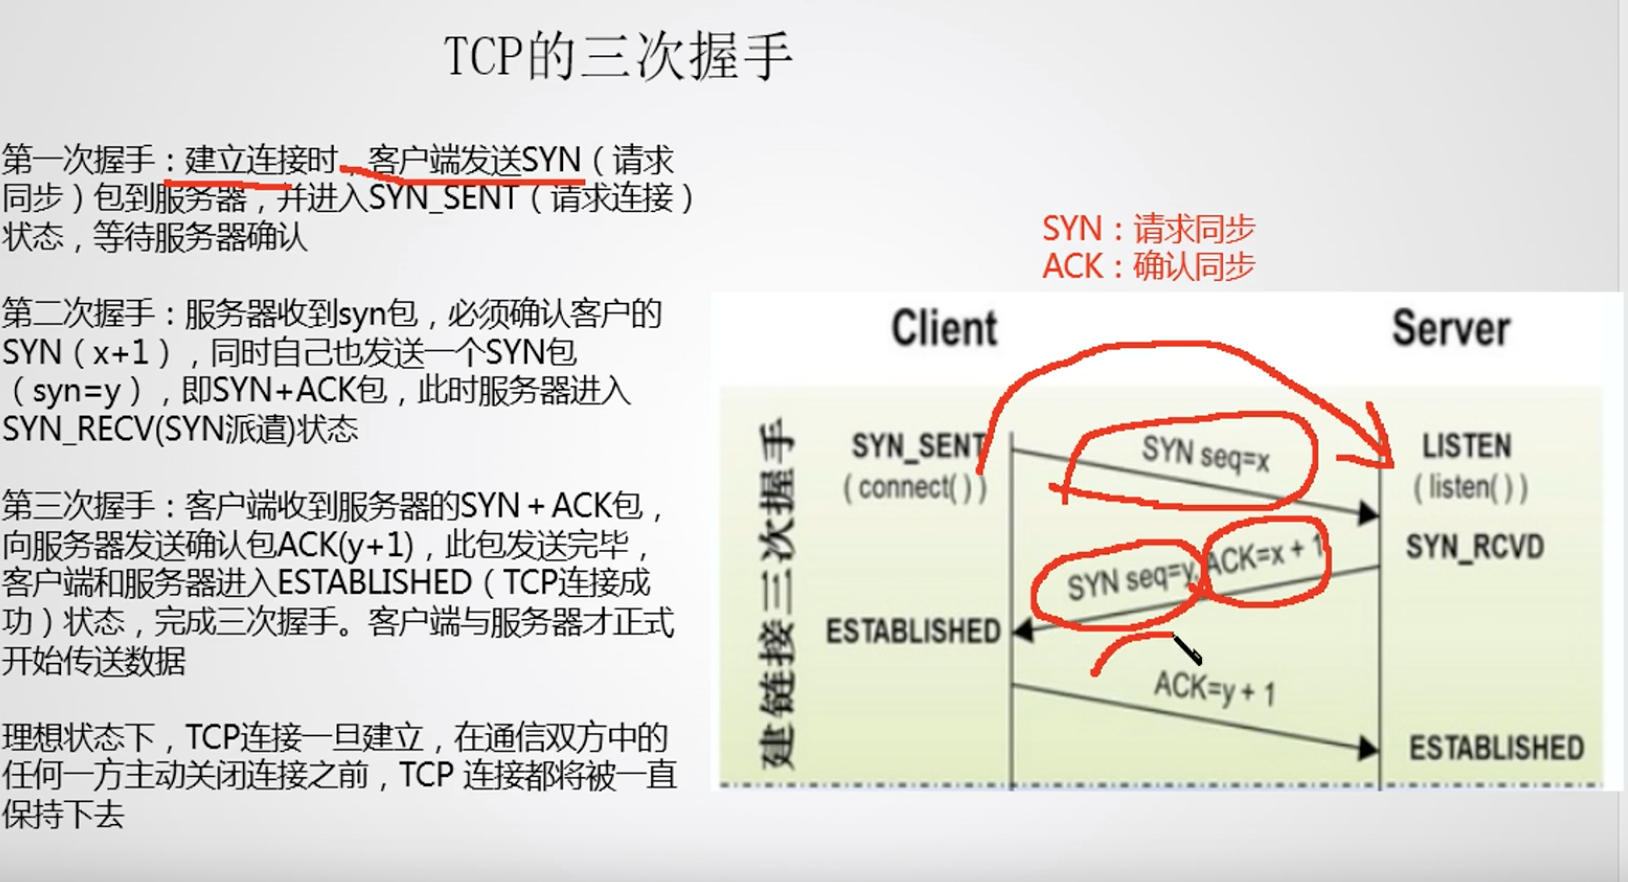 TCP的三次握手
第一次握手：建立连接时，客户端发送SYN（请求
同步）包到服务器，并进入SYN_SENT（请求连接）
状态，等待服务器确认
第二次握手：服务器收到syn包，必须确认客户的
SYN（x+1），同时自己也发送一个SYN包
（syn=y），即SYN+ACK包，此时服务器进入
SYN_RECV(SYN派遣)状态
第三次握手：客户端收到服务器的SYN＋ACK包，
向服务器发送确认包ACK(y+1)，此包发送完毕，
客户端和服务器进入ESTABLISHED（TCP连接成
功）状态，完成三次握手。客户端与服务器才正式
开始传送数据
理想状态下，TCP连接一旦建立，在通信双方中的
任何一方主动关闭连接之前，TCP 连接都将被一直
保持下去
SYN：请求同步
ACK：确认同步
Client
Server
建链接三次握手
SYN_SENT
(connect())
SYN seq=x
LISTEN
(listen())
SYN_RCVD
SYN seq=y, ACK=x+1
ESTABLISHED
ACK=y+1
ESTABLISHED